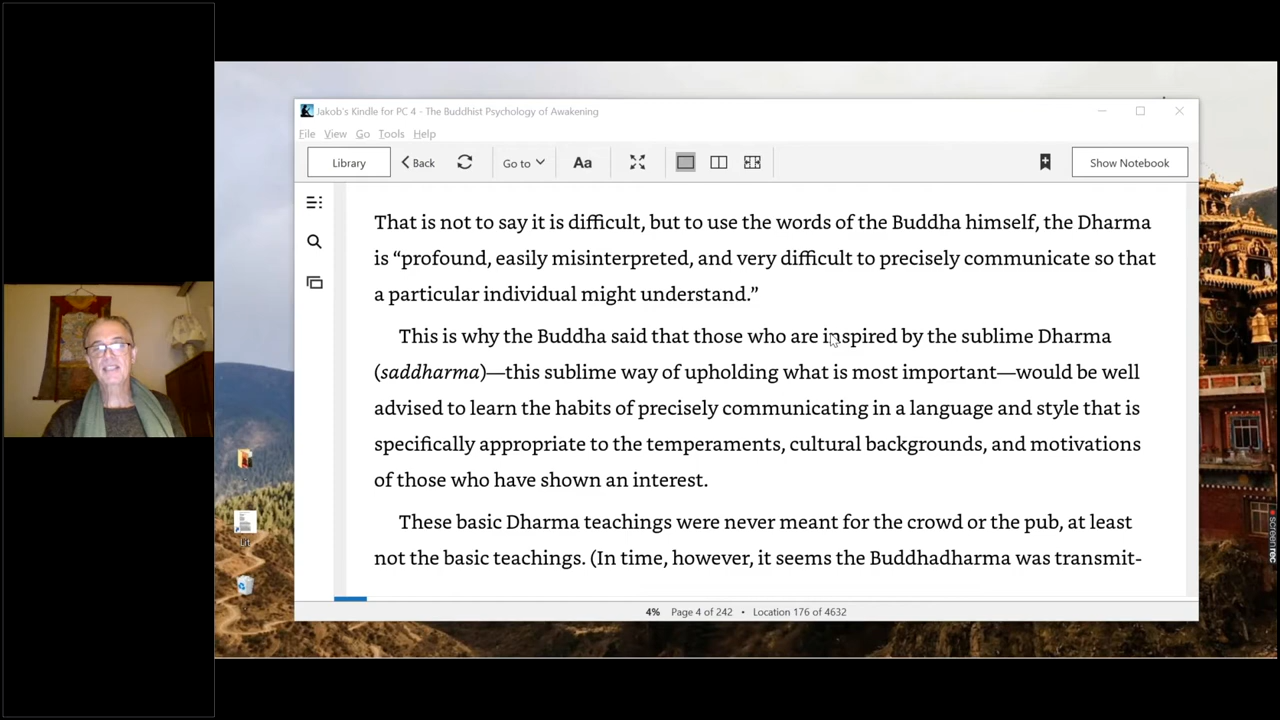 Jakob's Kindle for PC 4 - The Buddhist Psychology of Awakening
File View Go Tools Help
Library Back Go to Aa Show Notebook
That is not to say it is difficult, but to use the words of the Buddha himself, the Dharma
is “profound, easily misinterpreted, and very difficult to precisely communicate so that
a particular individual might understand.”
This is why the Buddha said that those who are inspired by the sublime Dharma
(saddharma)—this sublime way of upholding what is most important—would be well
advised to learn the habits of precisely communicating in a language and style that is
specifically appropriate to the temperaments, cultural backgrounds, and motivations
of those who have shown an interest.
These basic Dharma teachings were never meant for the crowd or the pub, at least
not the basic teachings. (In time, however, it seems the Buddhadharma was transmit-
4% Page 4 of 242 • Location 176 of 4632
Lit
screenrec